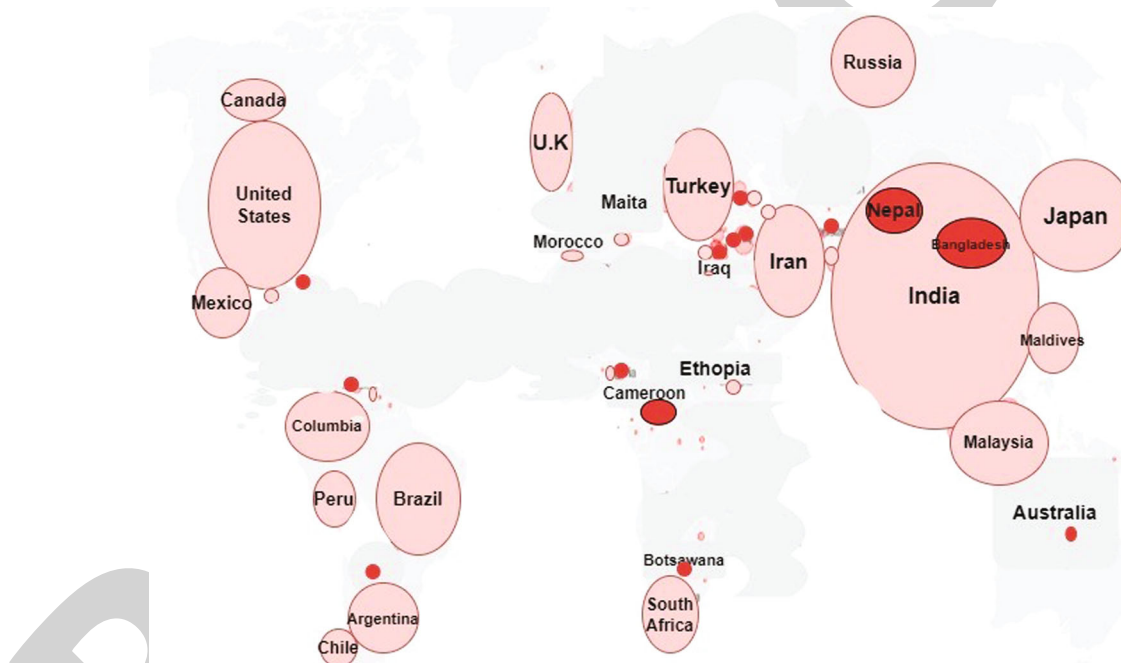 Russia
Canada
U.K
Turkey
United
States
Maita
Nepal
Japan
Bangladesh
Morocco
Iraq
Iran
India
Mexico
Maldives
Ethopia
Cameroon
Columbia
Malaysia
Peru
Brazil
Australia
Botsawana
South
Africa
Argentina
Chile